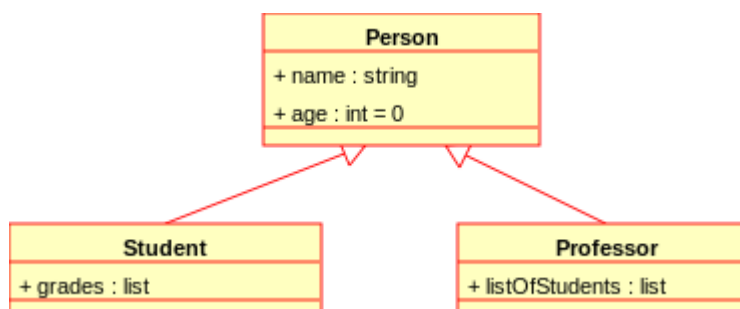 Person
+ name : string
+ age : int = 0
Student
+ grades : list
Professor
+ listOfStudents : list